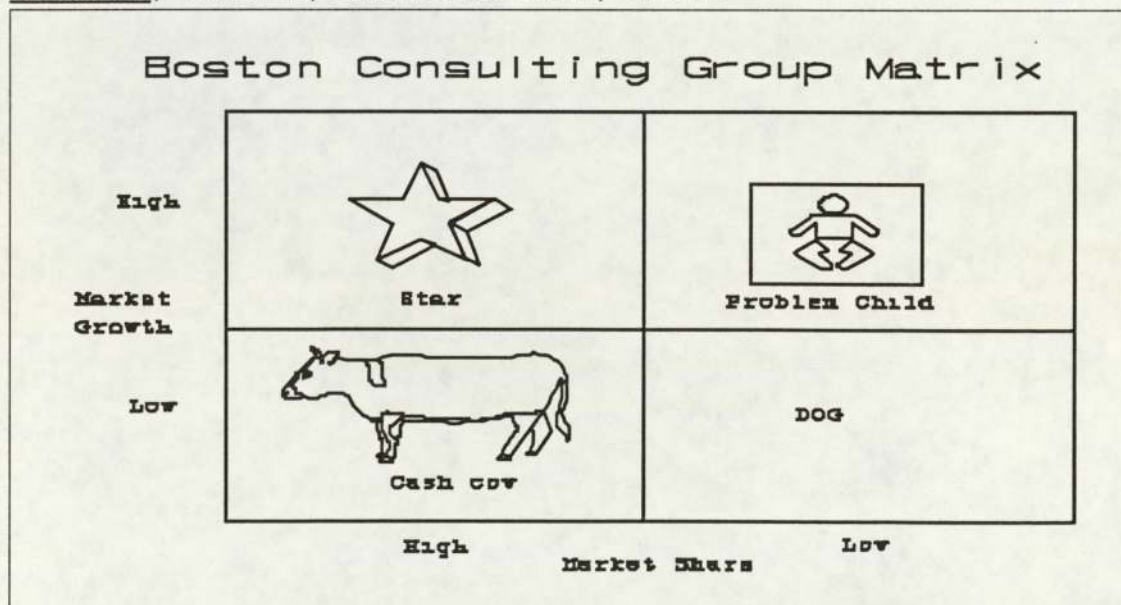 Boston Consulting Group Matrix
High
Market
Growth
Star
Problem Child
Low
Cash cow
DOG
High
Low
Market Share